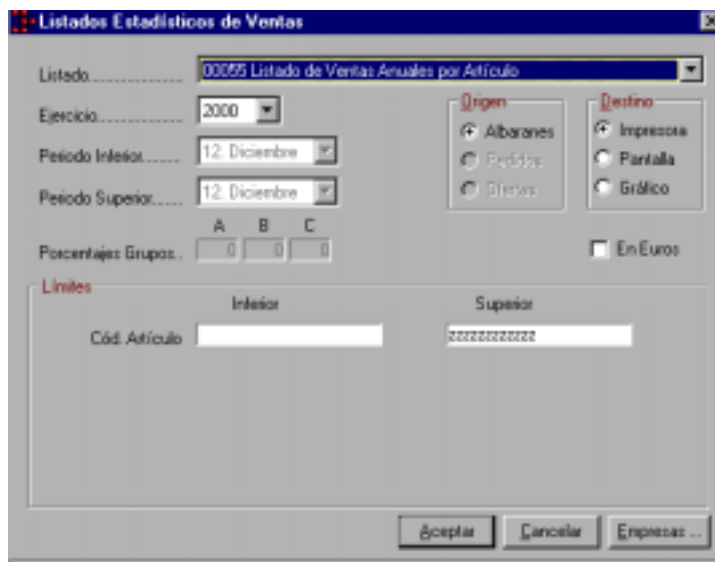 Listados Estadísticos de Ventas
Listado................ 00055 Listado de Ventas Anuales por Artículo
Ejercicio............... 2000
Periodo Inferior........ 12. Diciembre
Periodo Superior....... 12. Diciembre
Origen
Albaranes
Pedidos
Ofertas
Destino
Impresora
Pantalla
Gráfico
A B C
Porcentajes Grupos.. 0 0 0
En Euros
Límites
Inferior Superior
Cód. Artículo zzzzzzzzzzzz
Aceptar Cancelar Empresas ...